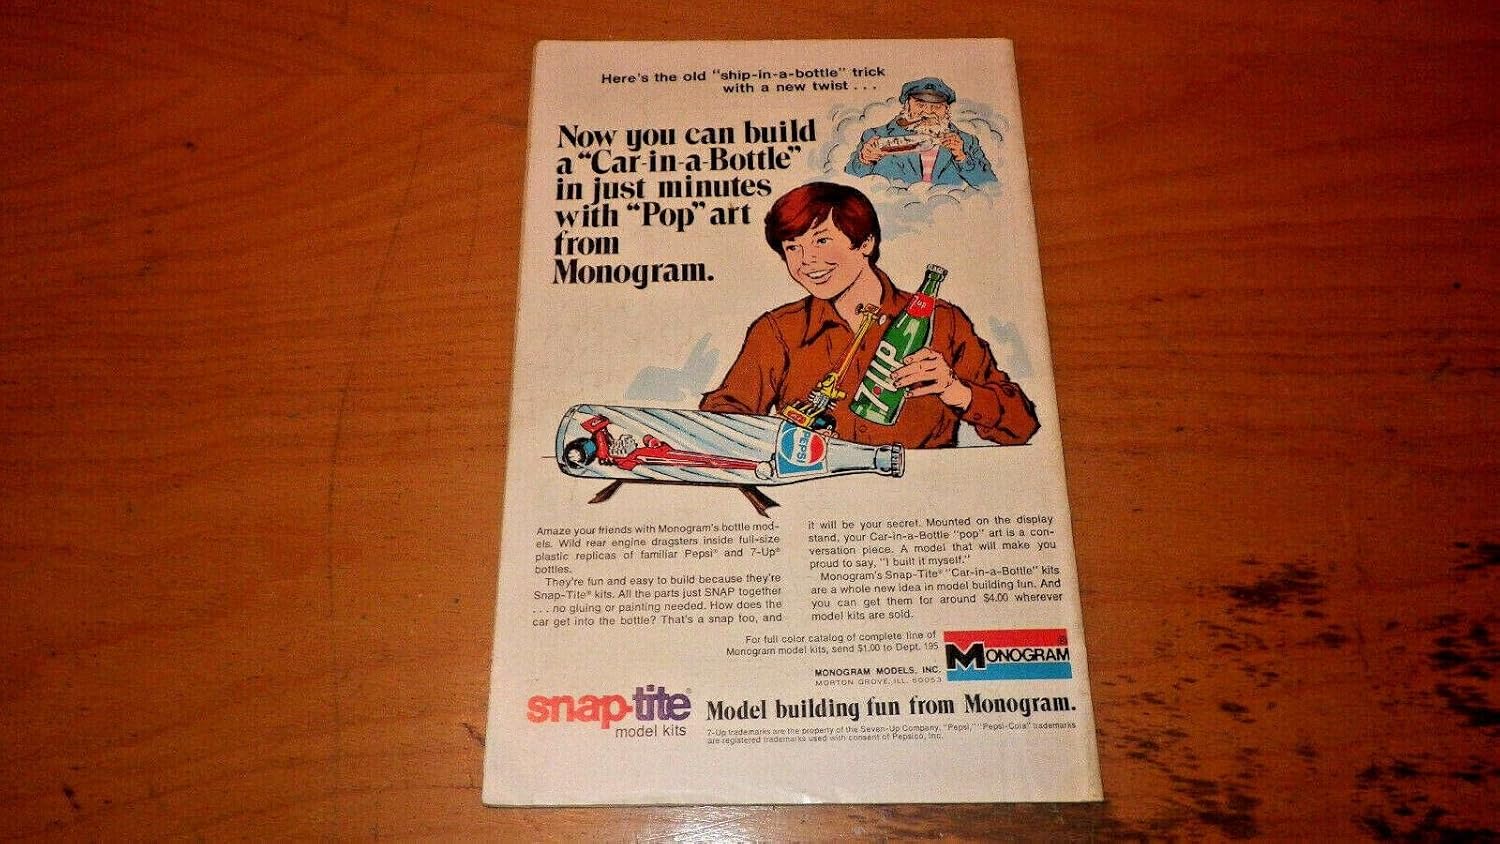 Here's the old "ship-in-a-bottle" trick
with a new twist . . .
Now you can build
a "Car-in-a-Bottle"
in just minutes
with "Pop" art
from
Monogram.
7up
7UP
PEPSI
Amaze your friends with Monogram's bottle mod-
els. Wild rear engine dragsters inside full-size
plastic replicas of familiar Pepsi® and 7-Up®
bottles.
They're fun and easy to build because they're
Snap-Tite® kits. All the parts just SNAP together
. . . no gluing or painting needed. How does the
car get into the bottle? That's a snap too, and
it will be your secret. Mounted on the display
stand, your Car-in-a-Bottle "pop" art is a con-
versation piece. A model that will make you
proud to say, "I built it myself."
Monogram's Snap-Tite® "Car-in-a-Bottle" kits
are a whole new idea in model building fun. And
you can get them for around $4.00 wherever
model kits are sold.
For full color catalog of complete line of
Monogram model kits, send $1.00 to Dept. 195
MONOGRAM MODELS, INC.
MORTON GROVE, ILL. 60053
MONOGRAM®
snap-tite®
model kits
Model building fun from Monogram.
7-Up trademarks are the property of the Seven-Up Company. "Pepsi," "Pepsi-Cola" trademarks
are registered trademarks used with consent of Pepsico, Inc.